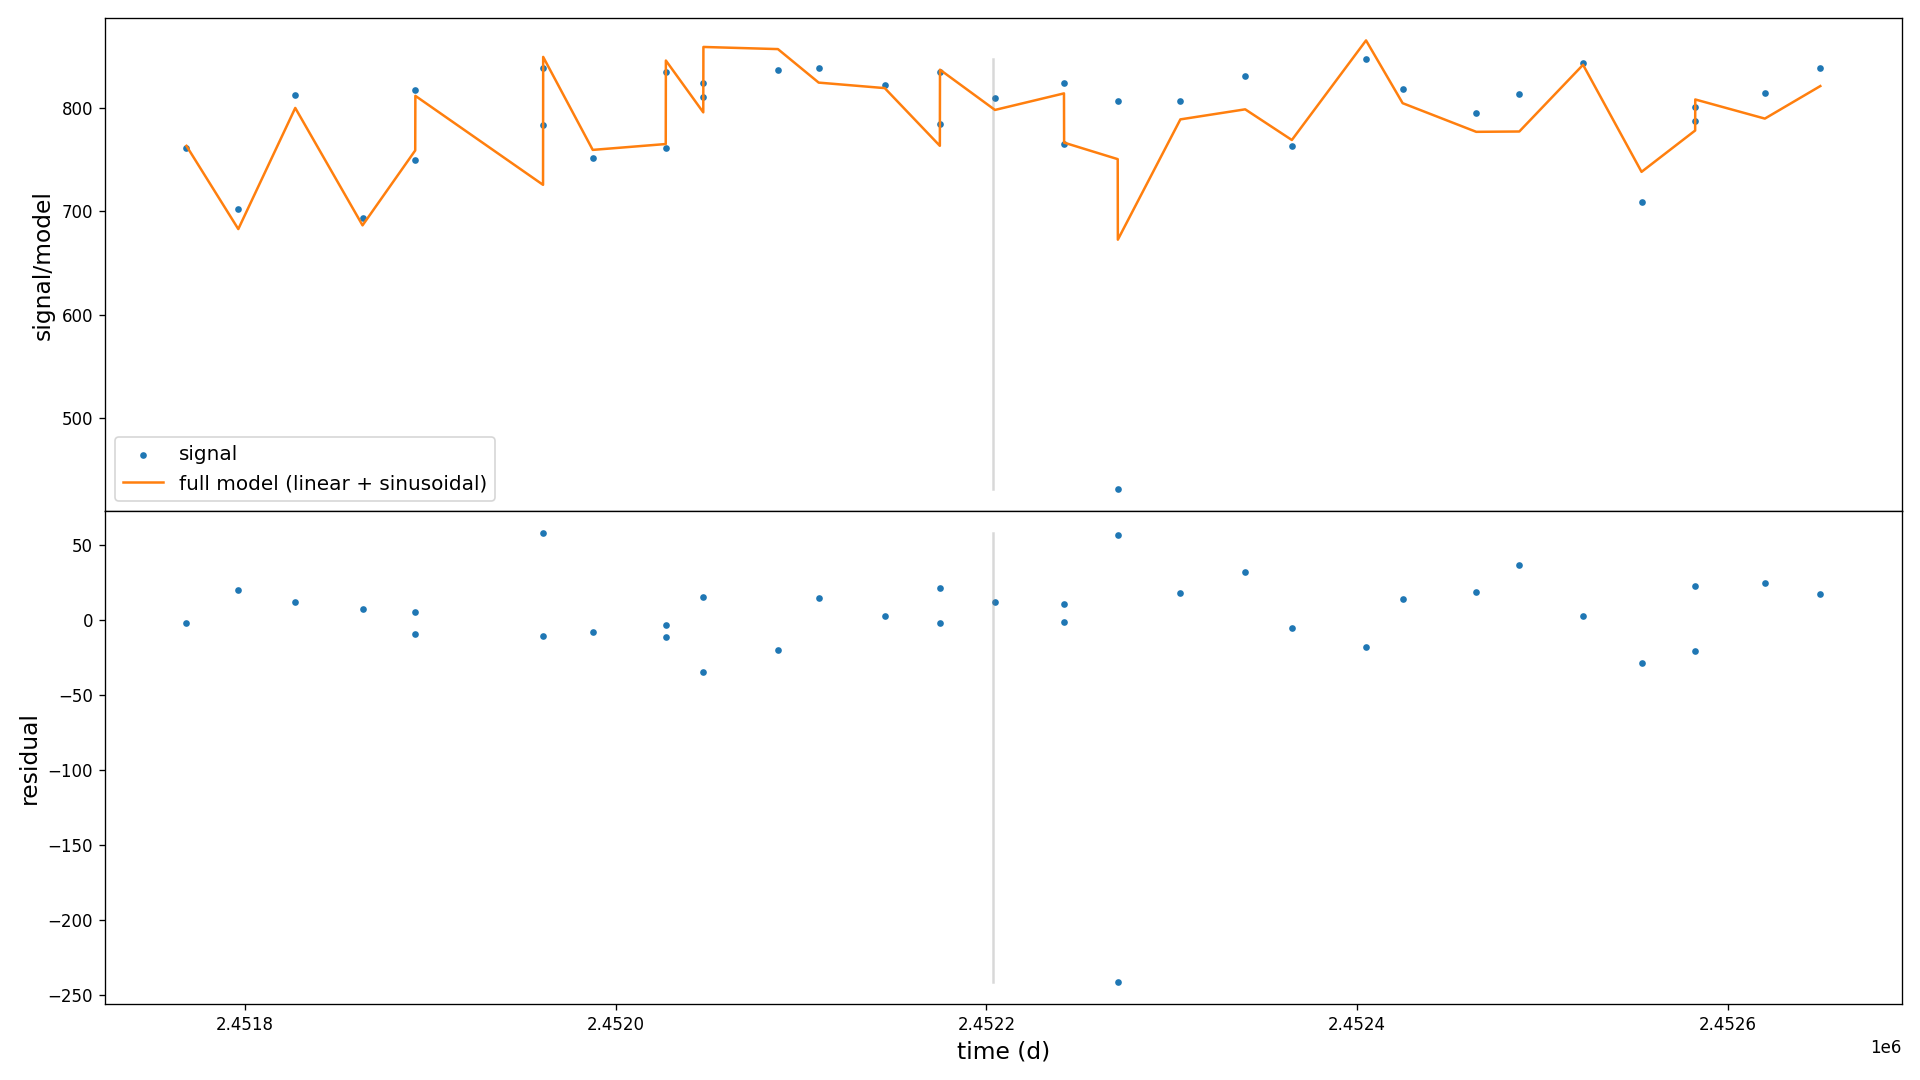 800
700
600
500
signal/model
signal
full model (linear + sinusoidal)
50
0
−50
−100
−150
−200
−250
residual
2.4518 2.4520 2.4522 2.4524 2.4526
1e6
time (d)